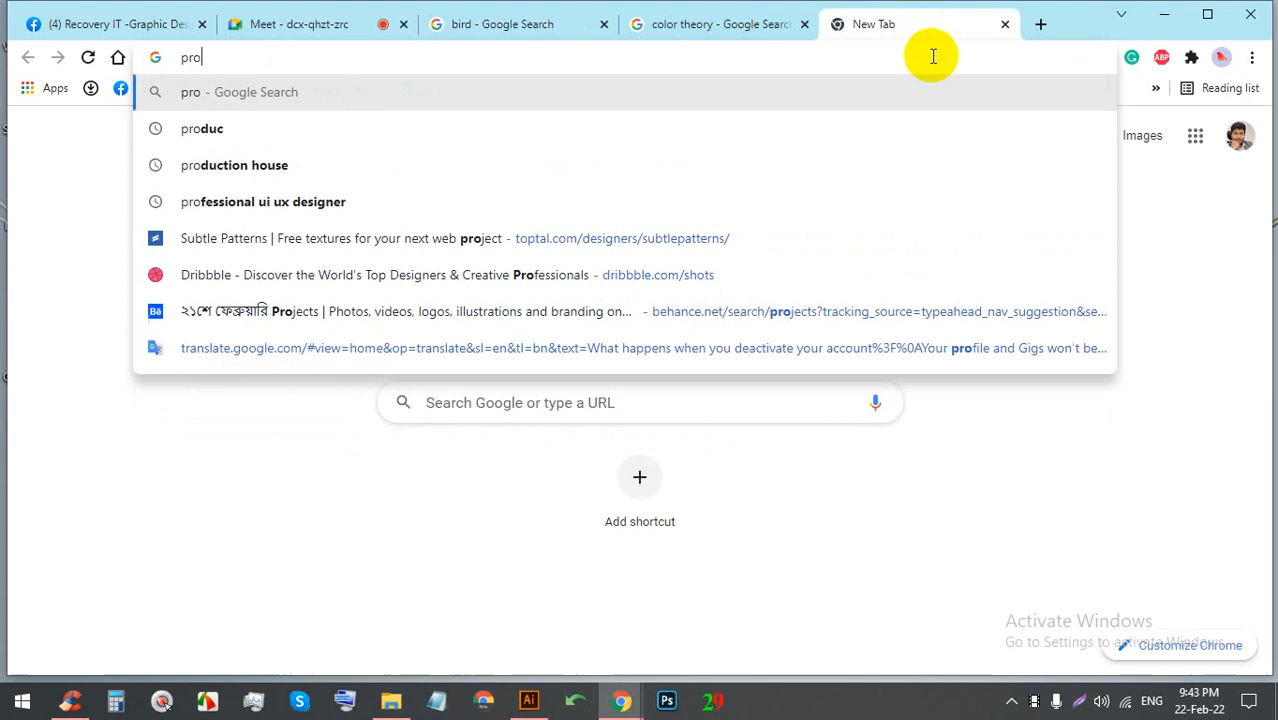 (4) Recovery IT -Graphic Des
Meet - dcx-qhzt-zrc
bird - Google Search
color theory - Google Search
New Tab
pro
Apps
Reading list
pro - Google Search
produc
production house
professional ui ux designer
Subtle Patterns | Free textures for your next web project - toptal.com/designers/subtlepatterns/
Dribbble - Discover the World's Top Designers & Creative Professionals - dribbble.com/shots
২১শে ফেব্রুয়ারি Projects | Photos, videos, logos, illustrations and branding on... - behance.net/search/projects?tracking_source=typeahead_nav_suggestion&se...
translate.google.com/#view=home&op=translate&sl=en&tl=bn&text=What happens when you deactivate your account%3F%0AYour profile and Gigs won't be...
Images
Search Google or type a URL
Add shortcut
Activate Windows
Go to Settings to activate Windows.
Customize Chrome
ENG
9:43 PM
22-Feb-22
ABP
Bē
Ai
Ps
29